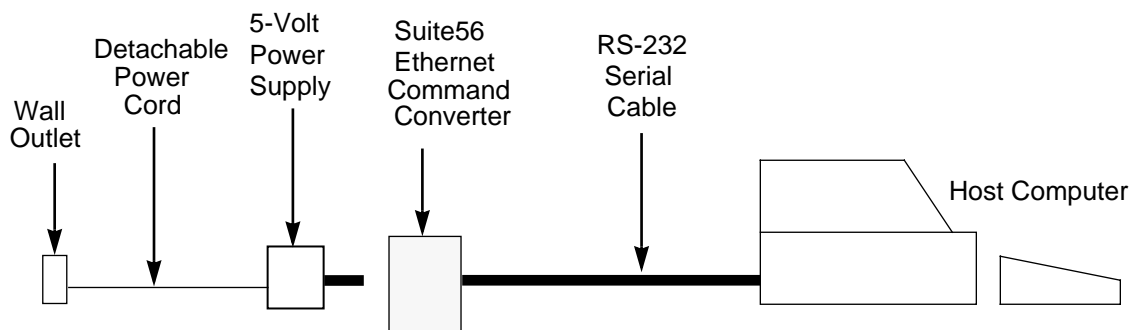 Wall
Outlet
Detachable
Power
Cord
5-Volt
Power
Supply
Suite56
Ethernet
Command
Converter
RS-232
Serial
Cable
Host Computer